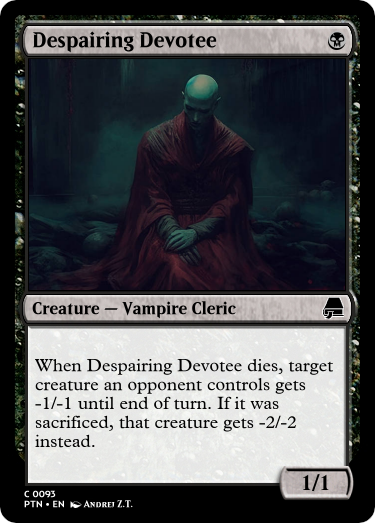 Despairing Devotee
Creature — Vampire Cleric
When Despairing Devotee dies, target
creature an opponent controls gets
-1/-1 until end of turn. If it was
sacrificed, that creature gets -2/-2
instead.
1/1
C 0093
PTN • EN Andrej Z.T.